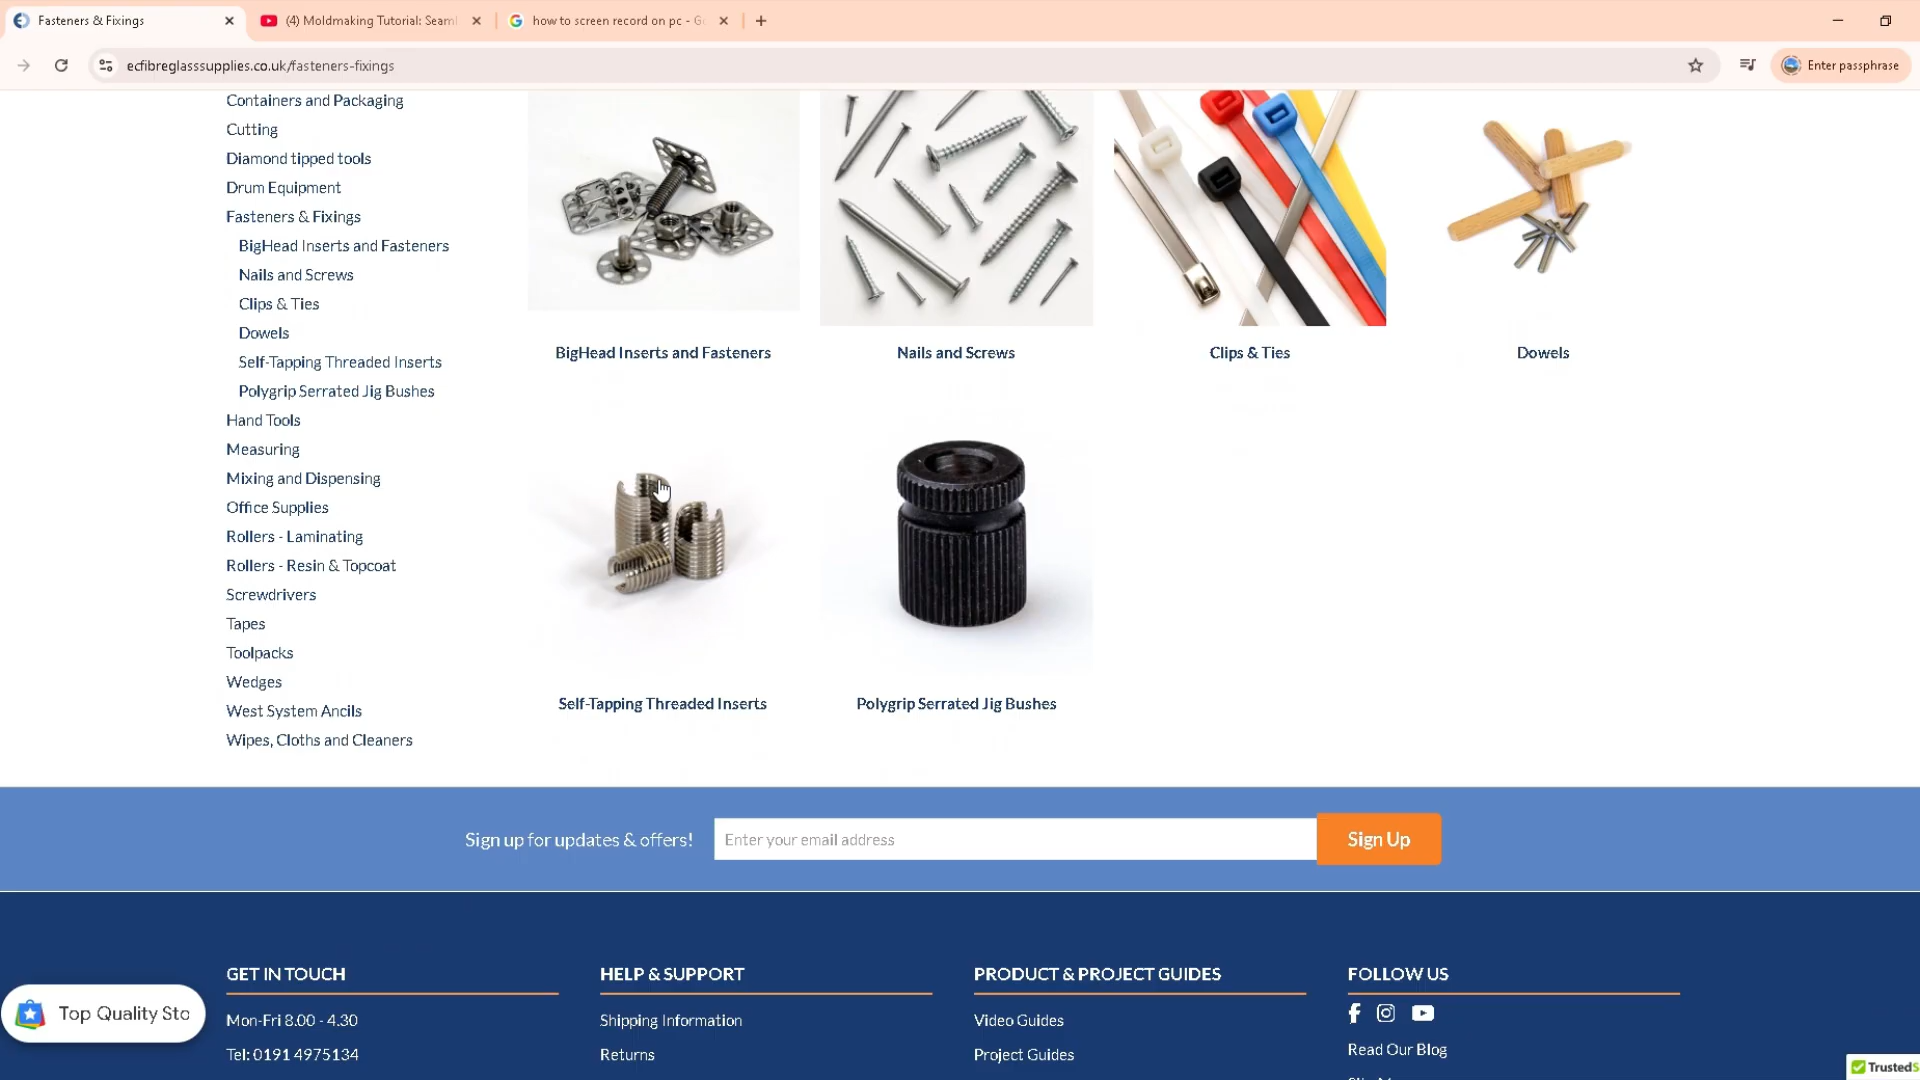 Fasteners & Fixings
(4) Moldmaking Tutorial: Seaml
how to screen record on pc - Go
ecfibreglasssupplies.co.uk/fasteners-fixings
Enter passphrase
Containers and Packaging
Cutting
Diamond tipped tools
Drum Equipment
Fasteners & Fixings
BigHead Inserts and Fasteners
Nails and Screws
Clips & Ties
Dowels
Self-Tapping Threaded Inserts
Polygrip Serrated Jig Bushes
Hand Tools
Measuring
Mixing and Dispensing
Office Supplies
Rollers - Laminating
Rollers - Resin & Topcoat
Screwdrivers
Tapes
Toolpacks
Wedges
West System Ancils
Wipes, Cloths and Cleaners
BigHead Inserts and Fasteners
Nails and Screws
Clips & Ties
Dowels
Self-Tapping Threaded Inserts
Polygrip Serrated Jig Bushes
Sign up for updates & offers!
Enter your email address
Sign Up
GET IN TOUCH
Mon-Fri 8.00 - 4.30
Tel: 0191 4975134
HELP & SUPPORT
Shipping Information
Returns
PRODUCT & PROJECT GUIDES
Video Guides
Project Guides
FOLLOW US
Read Our Blog
Top Quality Sto
TrustedS